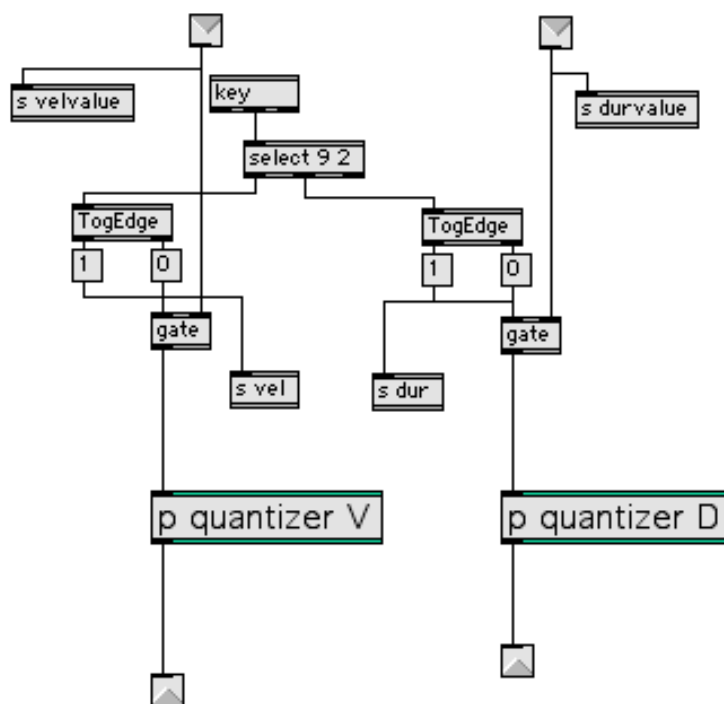 s velvalue
key
s durvalue
select 9 2
TogEdge
TogEdge
1
0
1
0
gate
gate
s vel
s dur
p quantizer V
p quantizer D